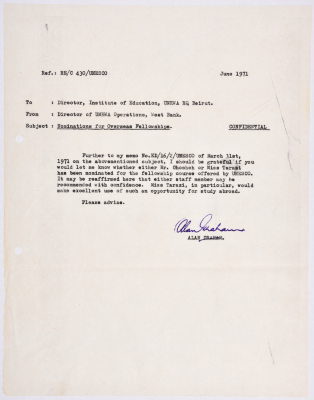 Ref.: RE/C 430/UNESCO June 1971
To : Director, Institute of Education, UNRWA HQ Beirut.
From : Director of UNRWA Operations, West Bank.
Subject : Nominations for Overseas Fellowships. CONFIDENTIAL
Further to my memo No.ED/16/2/UNESCO of March 31st,
1971 on the abovementioned subject, I should be grateful if you
would let me know whether either Mr. or Miss Tarazi
has been nominated for the fellowship course offered by UNESCO.
It may be reaffirmed here that either staff member may be
recommended with confidence. Miss Tarazi, in particular, would
make excellent use of such an opportunity for study abroad.
Please advise.
Alan Graham
ALAN GRAHAM.